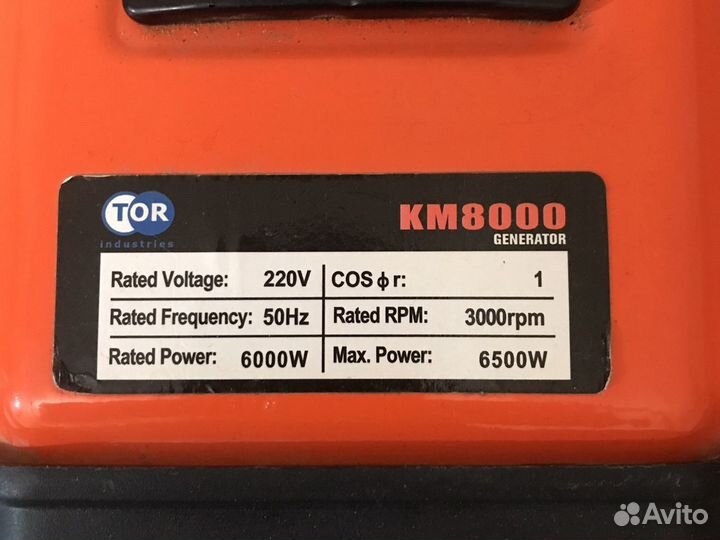 TOR
industries
KM8000
GENERATOR
Rated Voltage: 220V COS ϕ r: 1
Rated Frequency: 50Hz Rated RPM: 3000rpm
Rated Power: 6000W Max. Power: 6500W
Avito